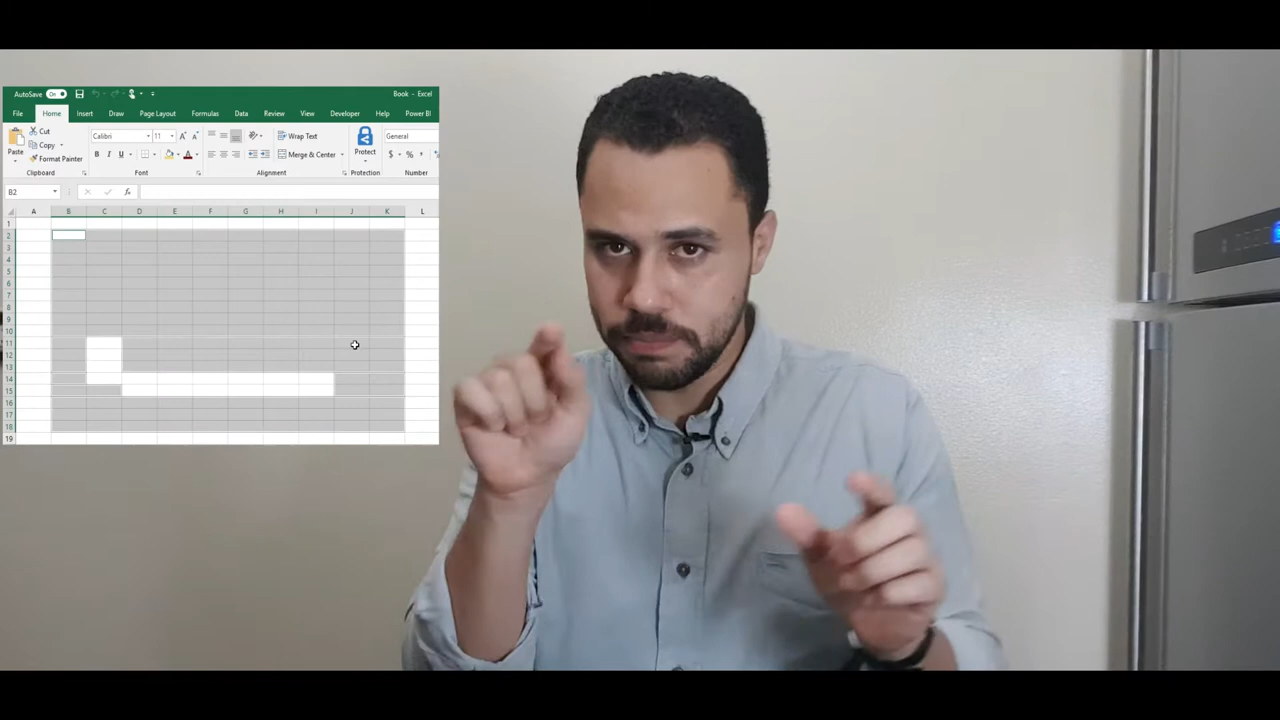 AutoSave On Book - Excel
File Home Insert Draw Page Layout Formulas Data Review View Developer Help Power BI
Paste Cut Copy Format Painter
Calibri 11
B I U
Wrap Text
Merge & Center
Protect
General
$ %
Clipboard Font Alignment Protection Number
B2 fx
A B C D E F G H I J K L
1
2
3
4
5
6
7
8
9
10
11
12
13
14
15
16
17
18
19